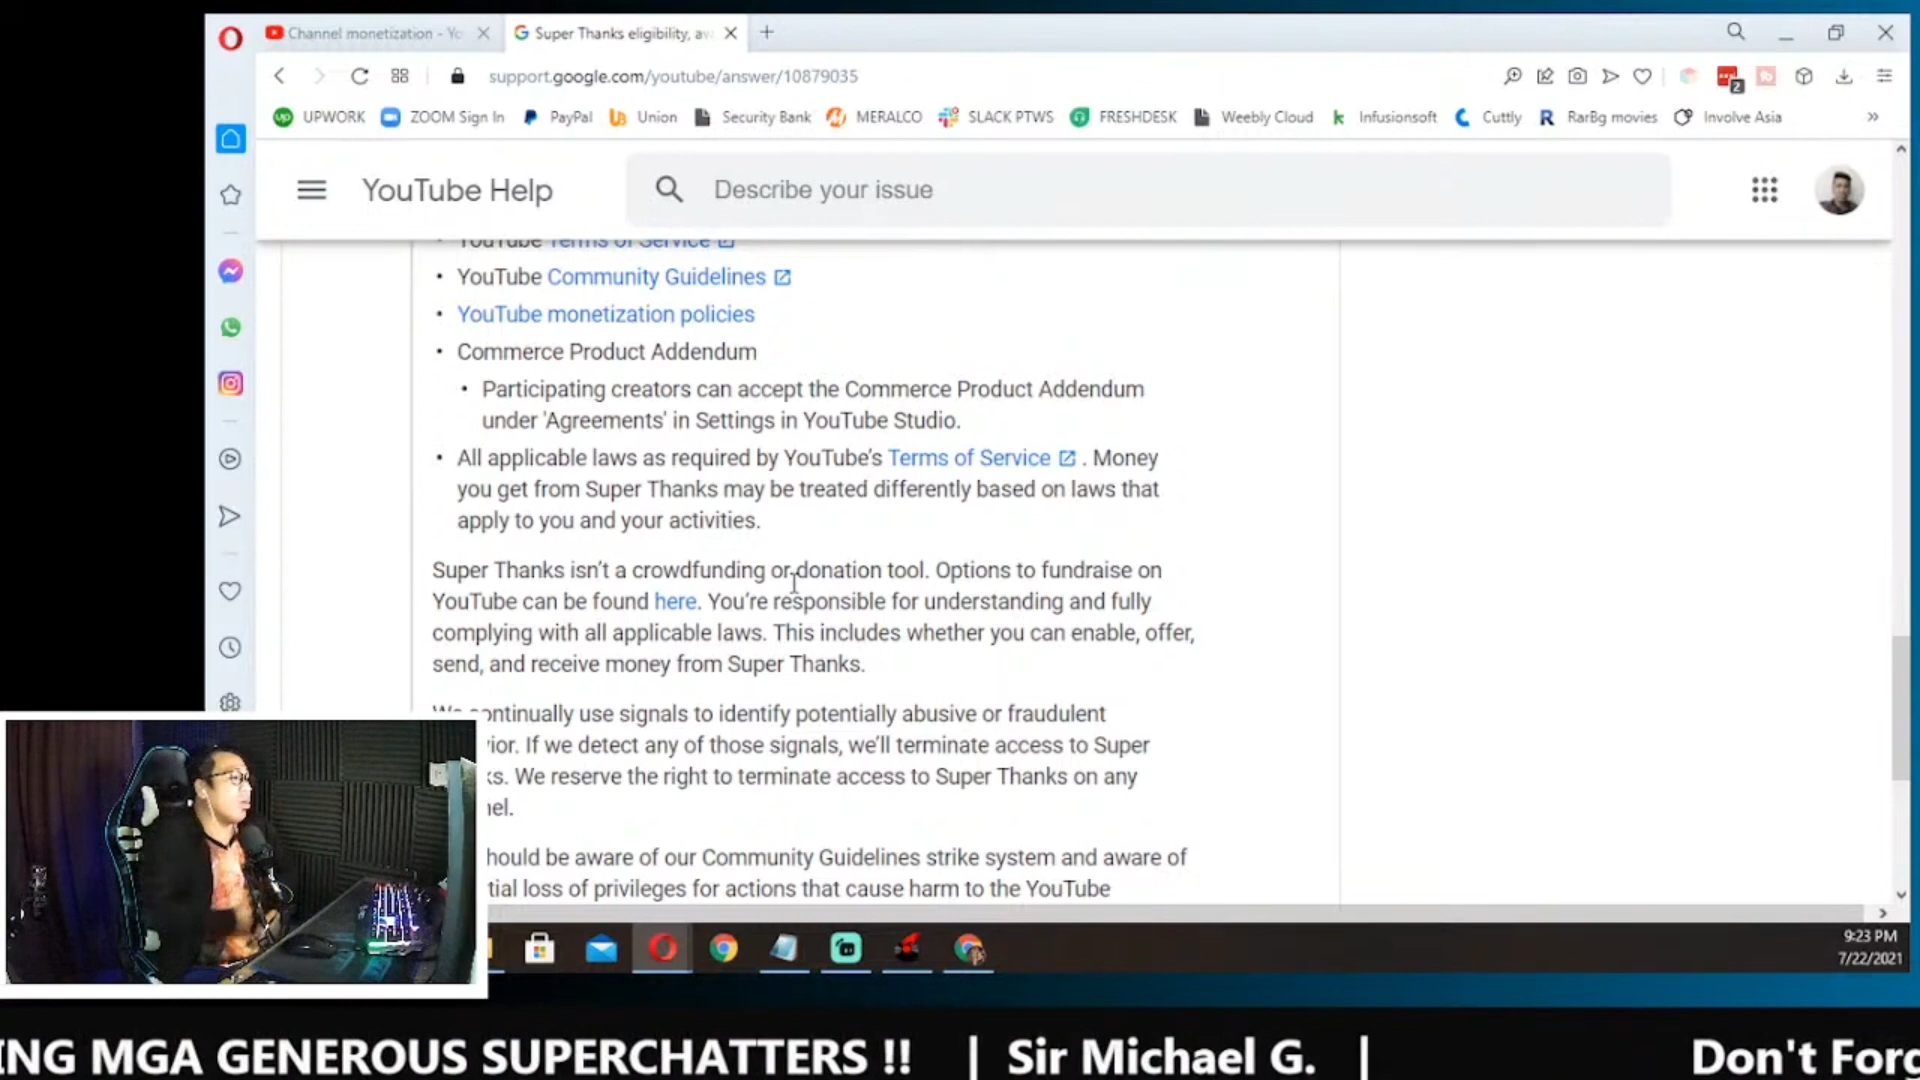 Channel monetization - Yo
Super Thanks eligibility, av
support.google.com/youtube/answer/10879035
2
UPWORK
ZOOM Sign In
PayPal
Union
Security Bank
MERALCO
SLACK PTWS
FRESHDESK
Weebly Cloud
Infusionsoft
Cuttly
RarBg movies
Involve Asia
YouTube Help
Describe your issue
YouTube Terms of Service
• YouTube Community Guidelines
• YouTube monetization policies
• Commerce Product Addendum
• Participating creators can accept the Commerce Product Addendum
under 'Agreements' in Settings in YouTube Studio.
• All applicable laws as required by YouTube's Terms of Service . Money
you get from Super Thanks may be treated differently based on laws that
apply to you and your activities.
Super Thanks isn't a crowdfunding or donation tool. Options to fundraise on
YouTube can be found here. You're responsible for understanding and fully
complying with all applicable laws. This includes whether you can enable, offer,
send, and receive money from Super Thanks.
continually use signals to identify potentially abusive or fraudulent
ior. If we detect any of those signals, we'll terminate access to Super
ks. We reserve the right to terminate access to Super Thanks on any
nel.
hould be aware of our Community Guidelines strike system and aware of
tial loss of privileges for actions that cause harm to the YouTube
9:23 PM
7/22/2021
ING MGA GENEROUS SUPERCHATTERS !! | Sir Michael G. | Don't Forg